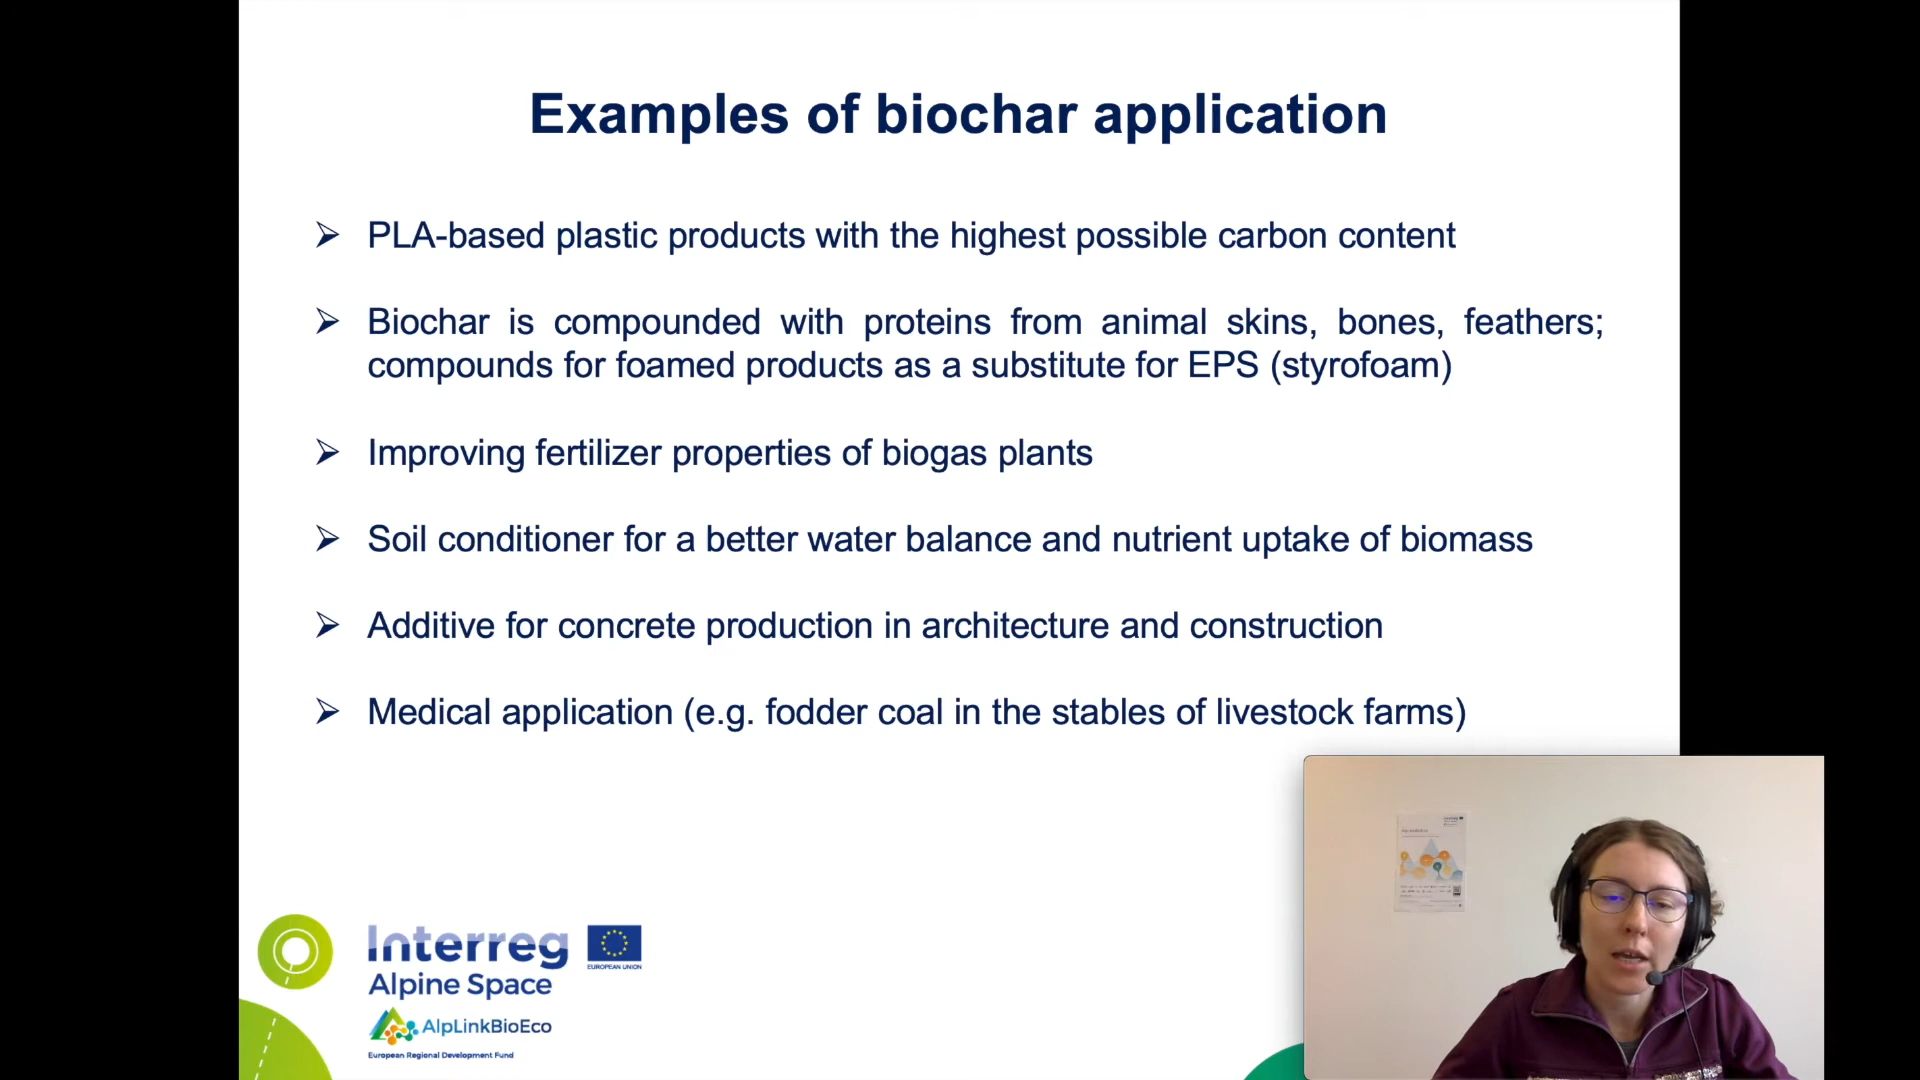 Examples of biochar application
➢ PLA-based plastic products with the highest possible carbon content
➢ Biochar is compounded with proteins from animal skins, bones, feathers;
compounds for foamed products as a substitute for EPS (styrofoam)
➢ Improving fertilizer properties of biogas plants
➢ Soil conditioner for a better water balance and nutrient uptake of biomass
➢ Additive for concrete production in architecture and construction
➢ Medical application (e.g. fodder coal in the stables of livestock farms)
Interreg
EUROPEAN UNION
Alpine Space
AlpLinkBioEco
European Regional Development Fund